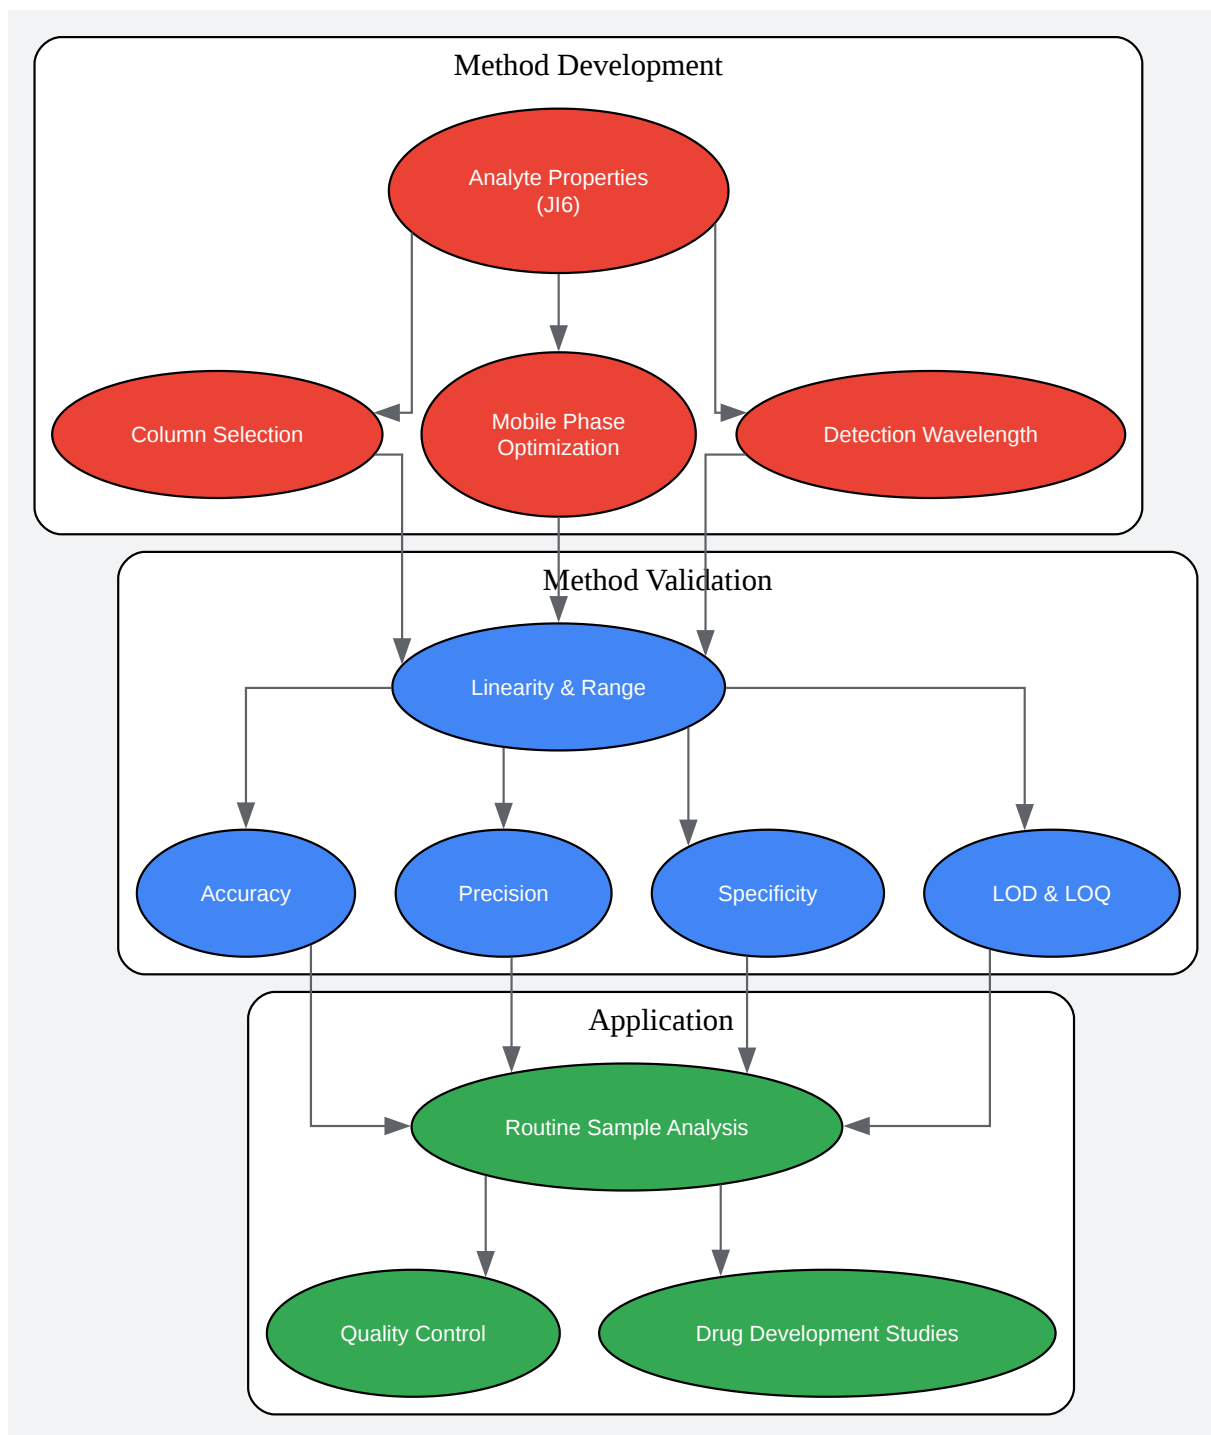 Method Development
Analyte Properties
(JI6)
Column Selection
Mobile Phase
Optimization
Detection Wavelength
Method Validation
Linearity & Range
Accuracy
Precision
Specificity
LOD & LOQ
Application
Routine Sample Analysis
Quality Control
Drug Development Studies